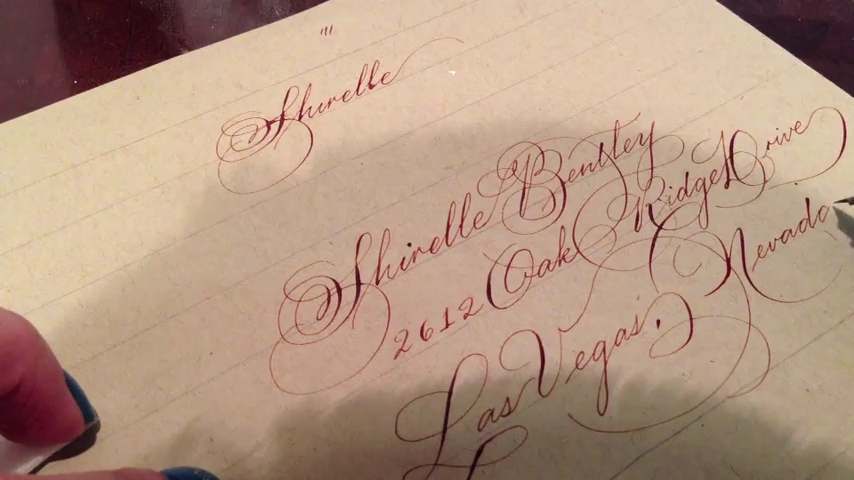 Shirelle
Shirelle Bentley
2612 Oak Ridge Drive
Las Vegas, Nevada